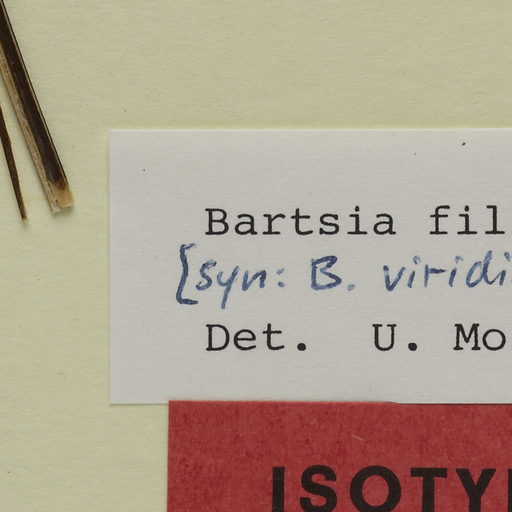 Bartsia fil
[syn: B. viridi
Det. U. Mo
ISOTY